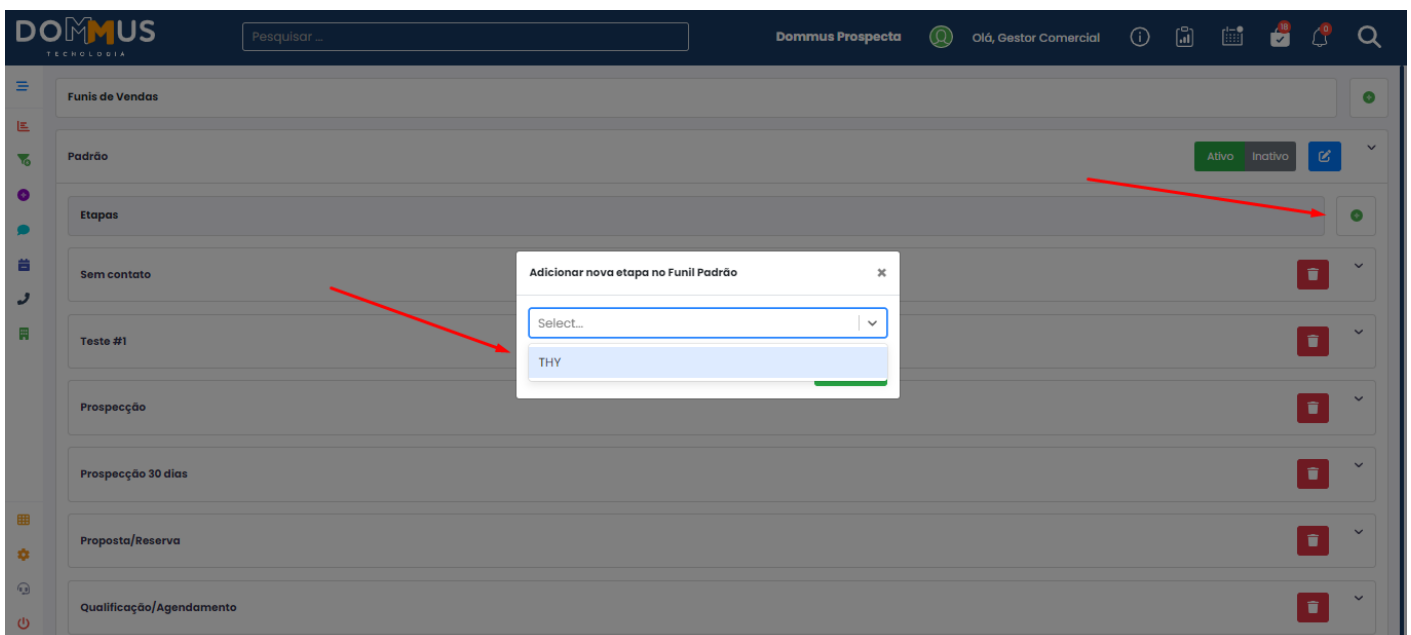 DOMMUS
TECNOLOGIA
Pesquisar ...
Dommus Prospecta
Olá, Gestor Comercial
18
0
Funis de Vendas
Padrão
Ativo
Inativo
Etapas
Adicionar nova etapa no Funil Padrão
Sem contato
Select...
Teste #1
THY
Prospecção
Prospecção 30 dias
Proposta/Reserva
Qualificação/Agendamento